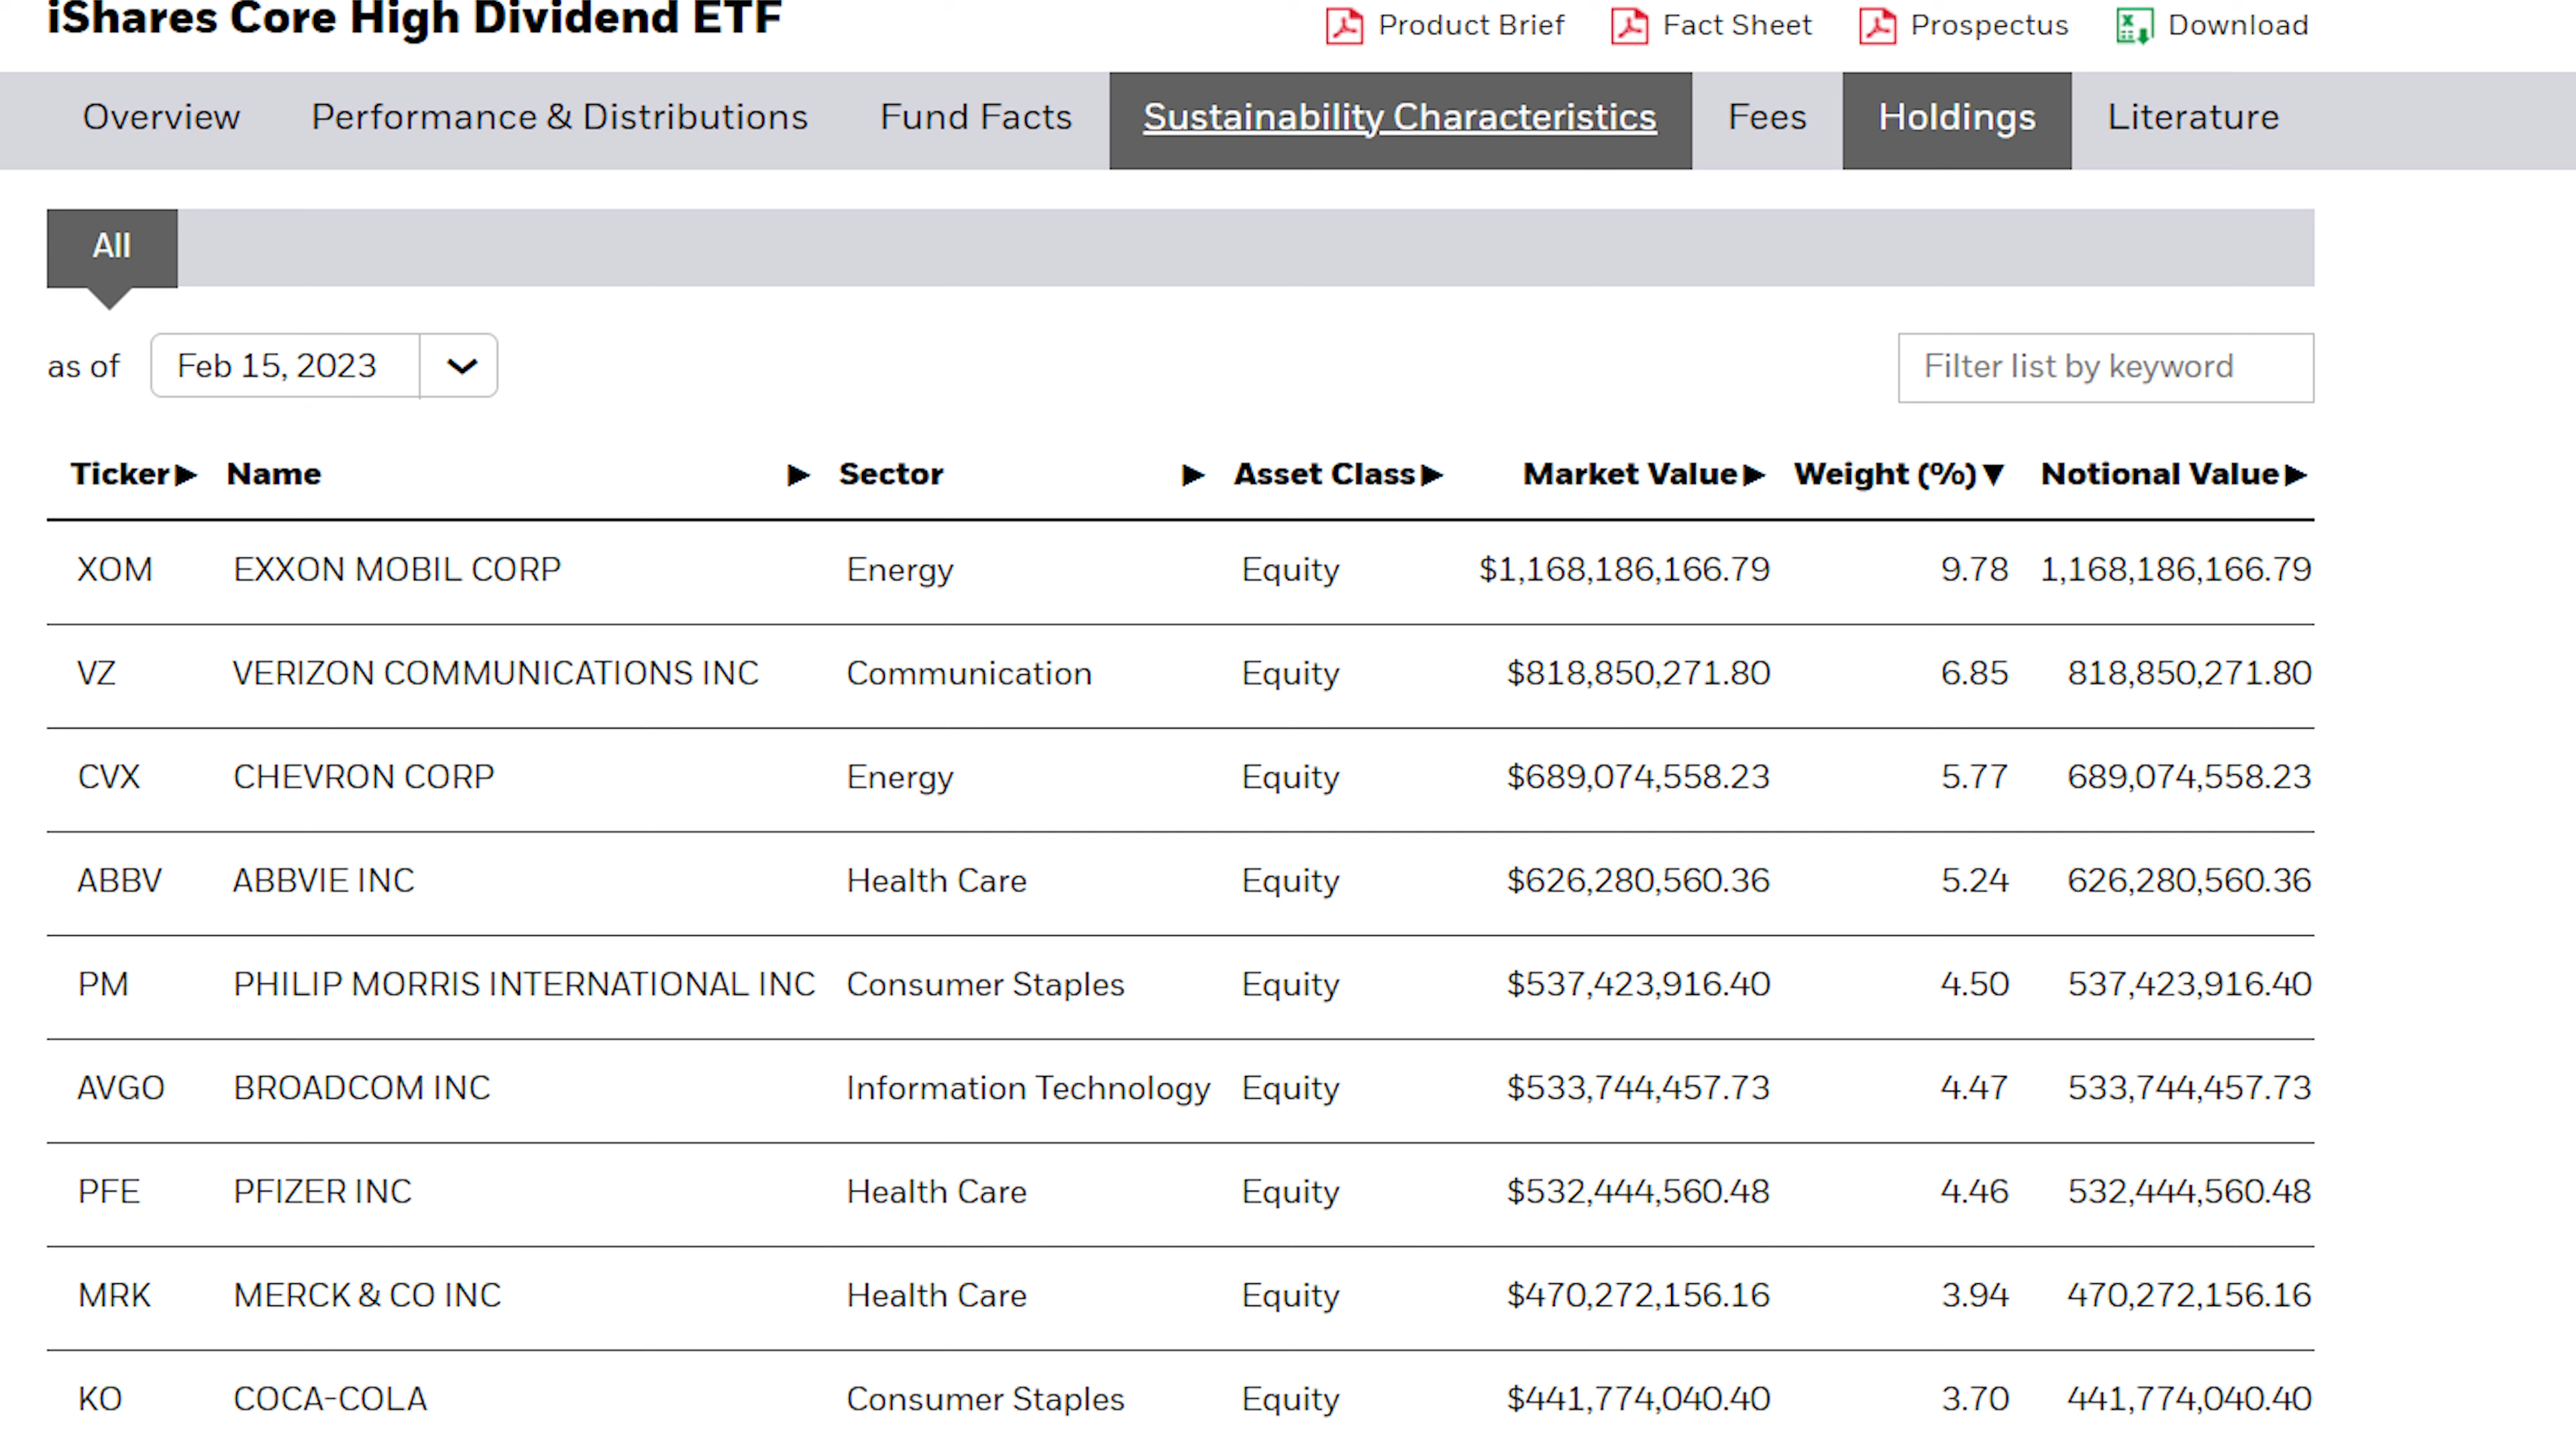 iShares Core High Dividend ETF Product Brief Fact Sheet Prospectus Download
Overview Performance & Distributions Fund Facts Sustainability Characteristics Fees Holdings Literature
All
as of Feb 15, 2023 Filter list by keyword
Ticker Name Sector Asset Class Market Value Weight (%) Notional Value
XOM EXXON MOBIL CORP Energy Equity $1,168,186,166.79 9.78 1,168,186,166.79
VZ VERIZON COMMUNICATIONS INC Communication Equity $818,850,271.80 6.85 818,850,271.80
CVX CHEVRON CORP Energy Equity $689,074,558.23 5.77 689,074,558.23
ABBV ABBVIE INC Health Care Equity $626,280,560.36 5.24 626,280,560.36
PM PHILIP MORRIS INTERNATIONAL INC Consumer Staples Equity $537,423,916.40 4.50 537,423,916.40
AVGO BROADCOM INC Information Technology Equity $533,744,457.73 4.47 533,744,457.73
PFE PFIZER INC Health Care Equity $532,444,560.48 4.46 532,444,560.48
MRK MERCK & CO INC Health Care Equity $470,272,156.16 3.94 470,272,156.16
KO COCA-COLA Consumer Staples Equity $441,774,040.40 3.70 441,774,040.40